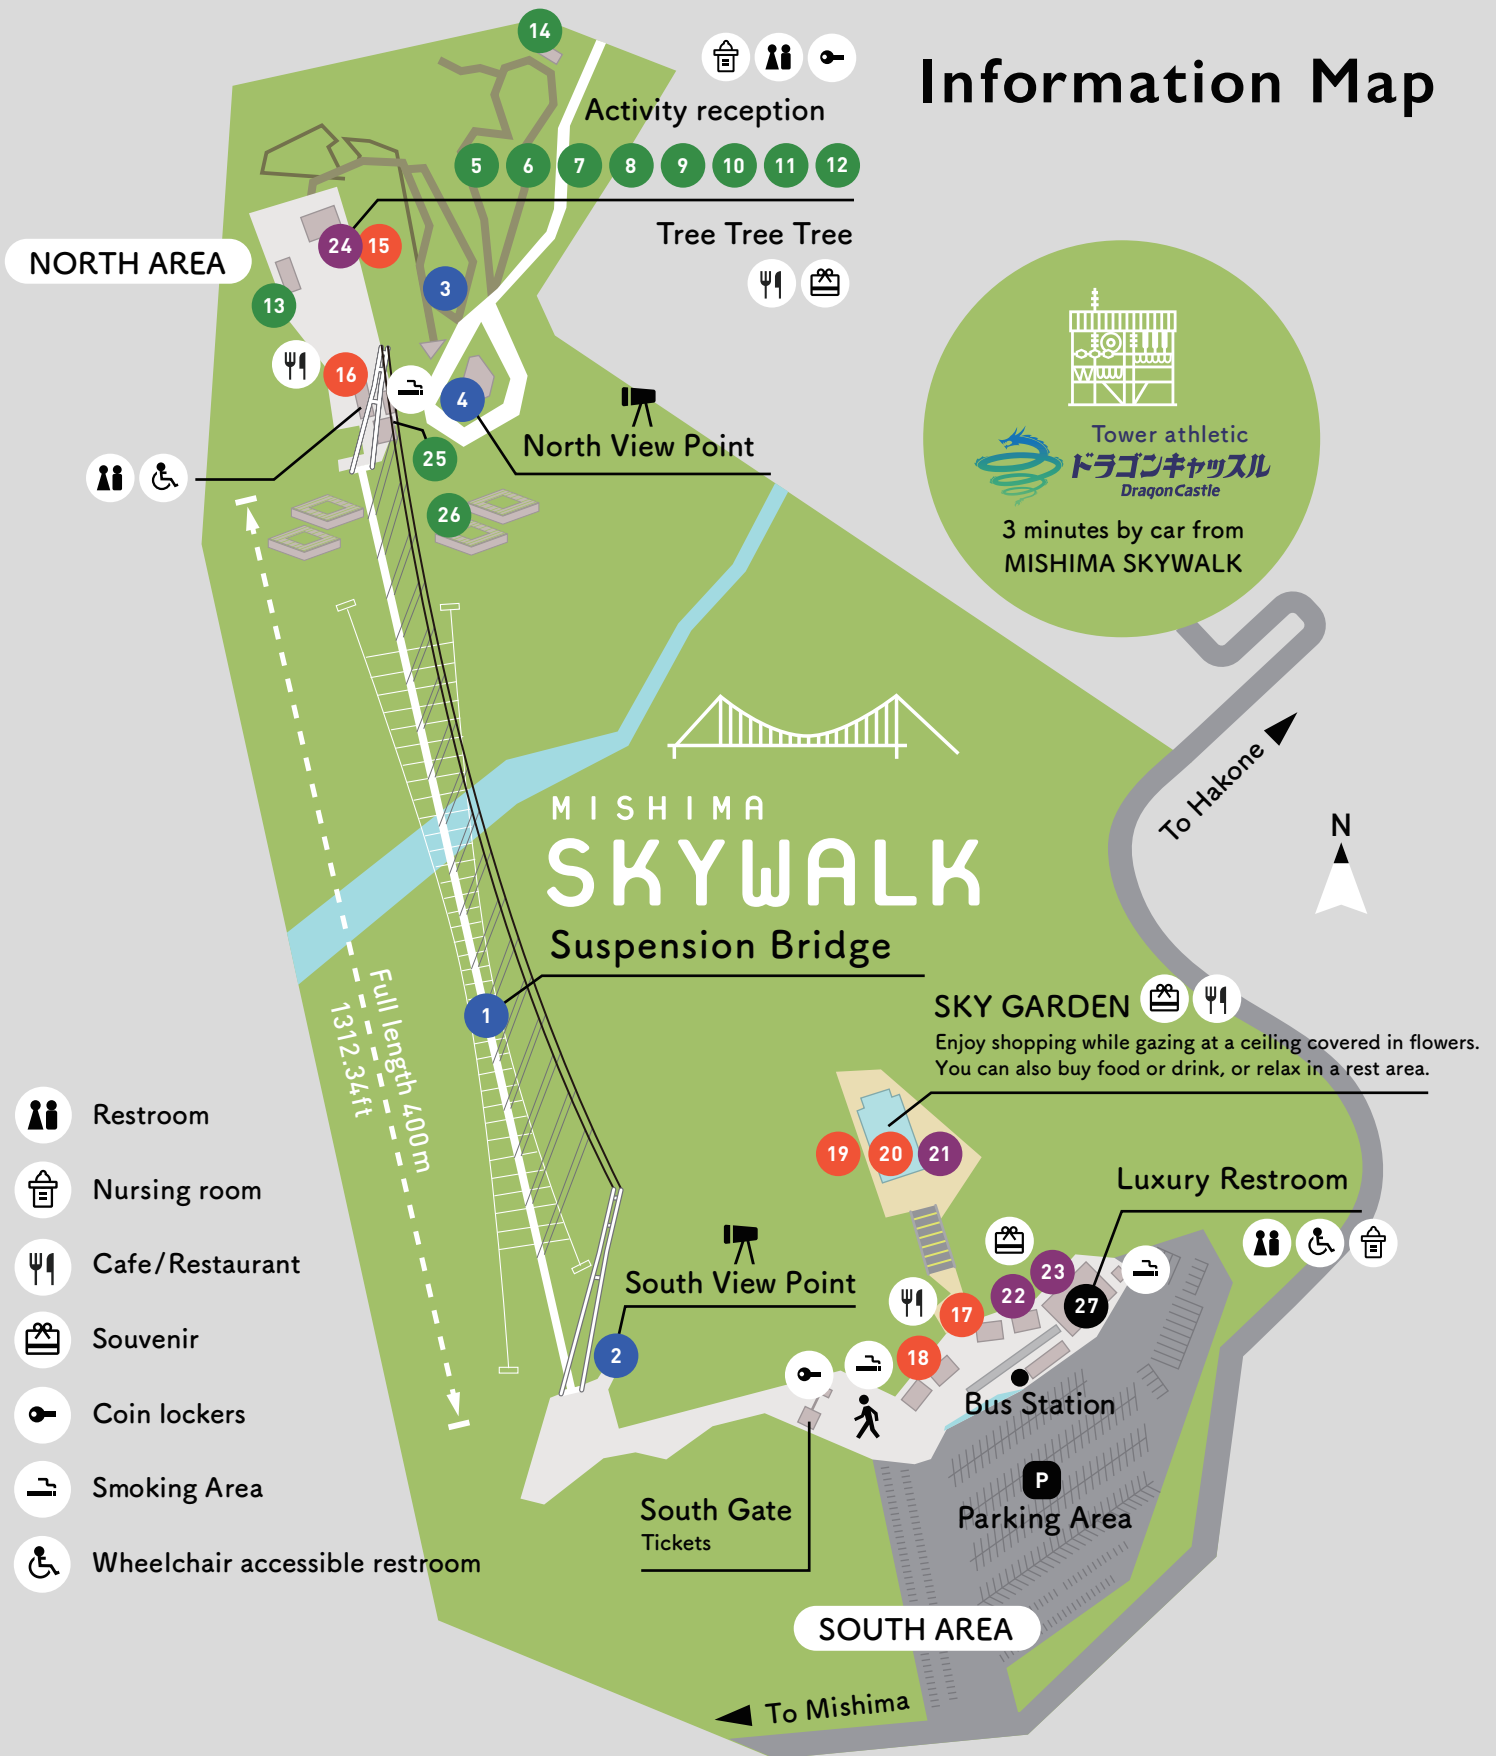 Information Map
14
Activity reception
5 6 7 8 9 10 11 12
Tree Tree Tree
24 15
NORTH AREA
3
13
16
4
North View Point
25
26
Tower athletic
ドラゴンキャッスル
Dragon Castle
3 minutes by car from
MISHIMA SKYWALK
To Hakone
N
MISHIMA
SKYWALK
Suspension Bridge
1
Full length 400m
1312.34ft
SKY GARDEN
Enjoy shopping while gazing at a ceiling covered in flowers.
You can also buy food or drink, or relax in a rest area.
19 20 21
Luxury Restroom
23
22
27
17
18
South View Point
2
Bus Station
P
Parking Area
South Gate
Tickets
SOUTH AREA
To Mishima
Restroom
Nursing room
Cafe/Restaurant
Souvenir
Coin lockers
Smoking Area
Wheelchair accessible restroom